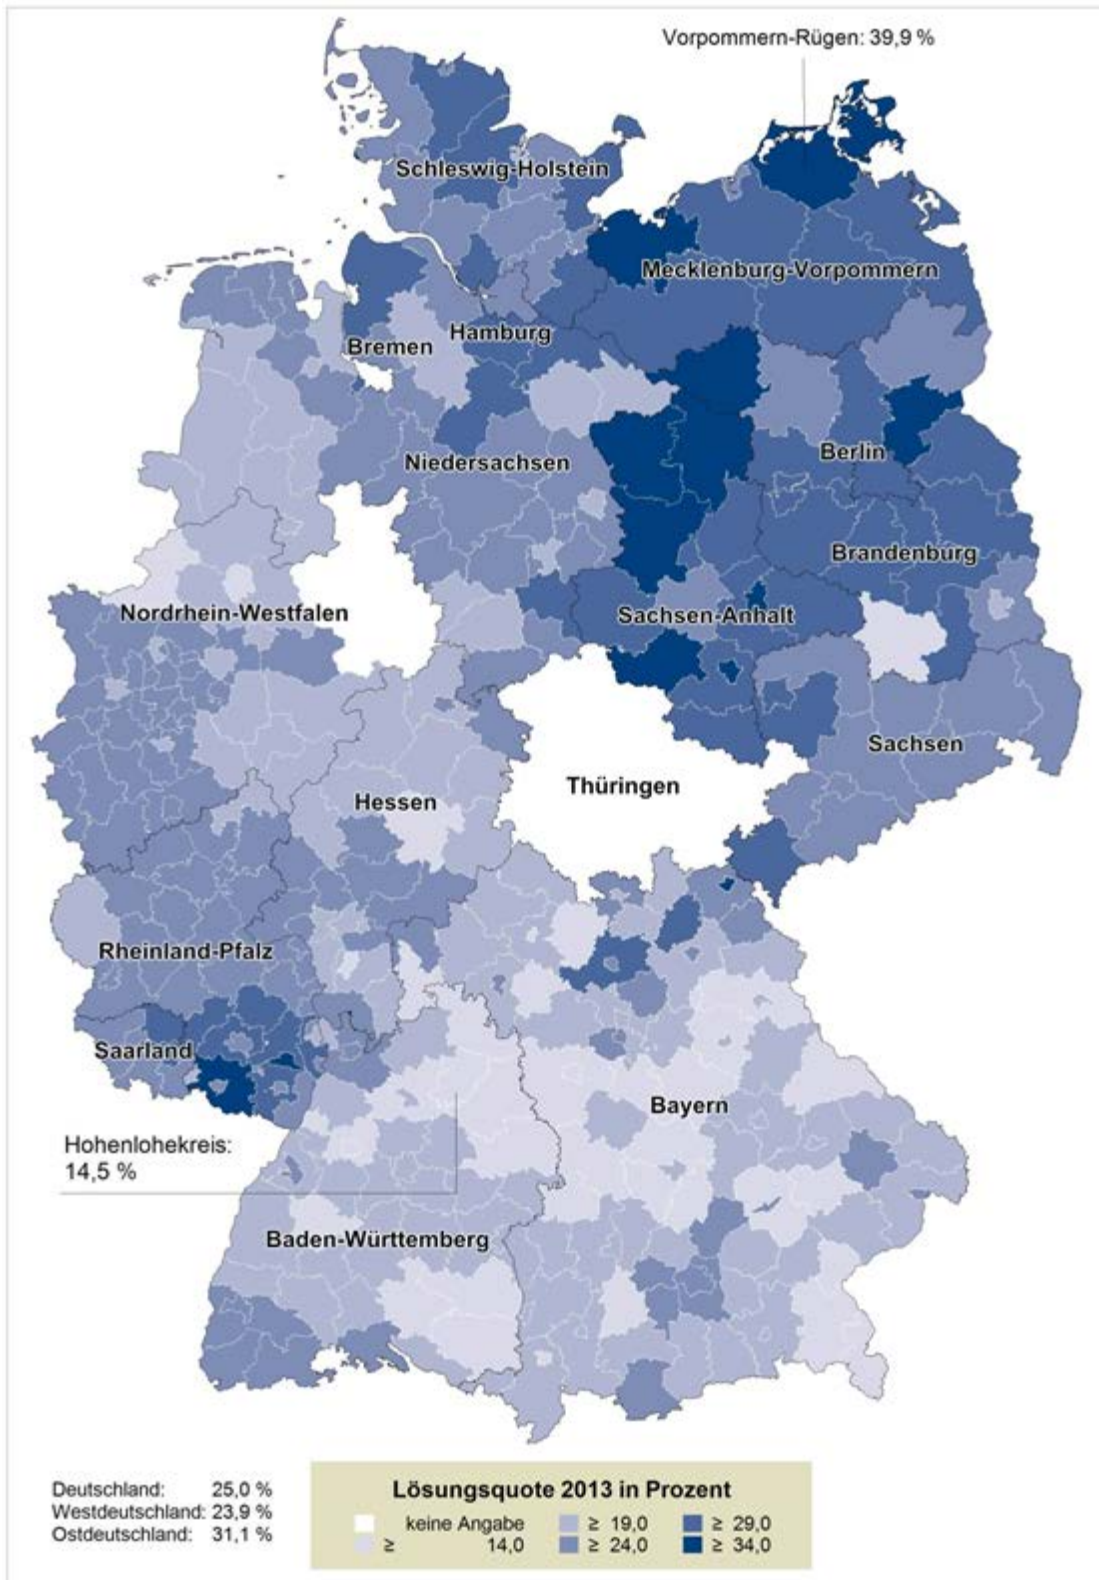 Vorpommern-Rügen: 39,9 %
Schleswig-Holstein
Mecklenburg-Vorpommern
Hamburg
Bremen
Niedersachsen
Berlin
Brandenburg
Nordrhein-Westfalen
Sachsen-Anhalt
Sachsen
Thüringen
Hessen
Rheinland-Pfalz
Saarland
Bayern
Hohenlohekreis:
14,5 %
Baden-Württemberg
Deutschland: 25,0 %
Westdeutschland: 23,9 %
Ostdeutschland: 31,1 %
Lösungsquote 2013 in Prozent
keine Angabe ≥ 19,0 ≥ 29,0
≥ 14,0 ≥ 24,0 ≥ 34,0